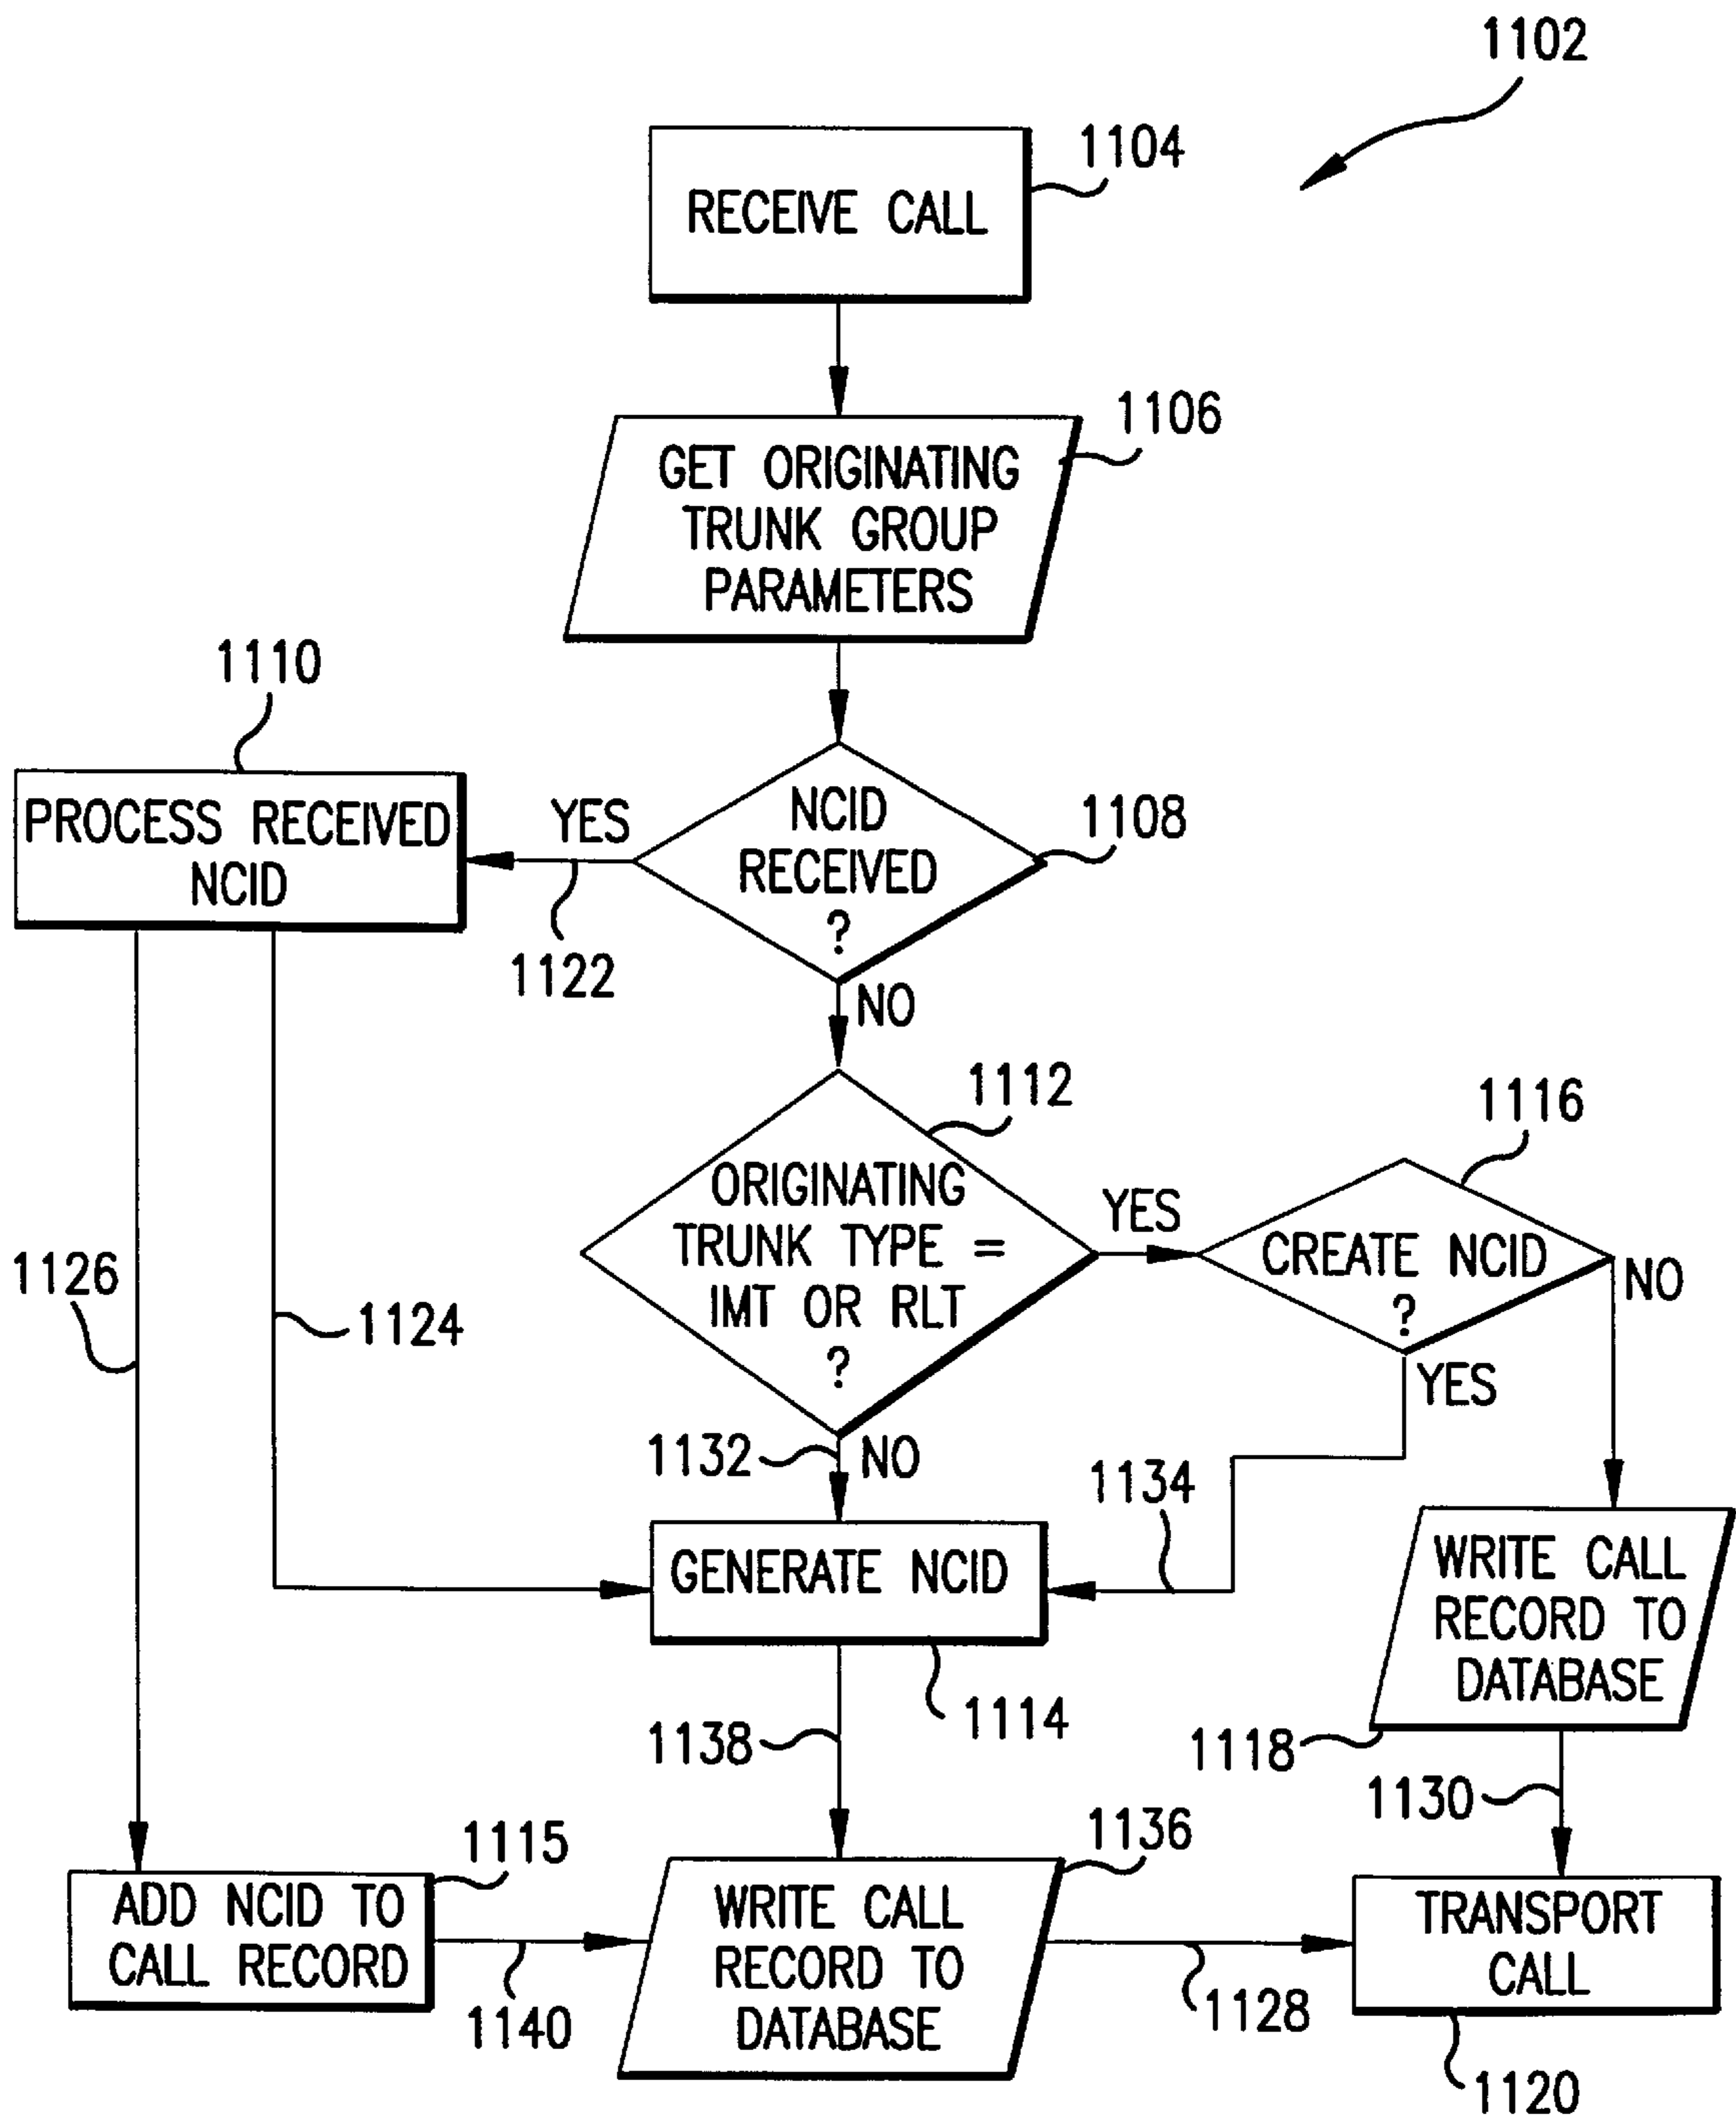 1102
1104
RECEIVE CALL
1106
GET ORIGINATING
TRUNK GROUP
PARAMETERS
1110
PROCESS RECEIVED
NCID
YES
1122
NCID
RECEIVED
?
1108
NO
1112
ORIGINATING
TRUNK TYPE =
IMT OR RLT
?
YES
1116
CREATE NCID
?
NO
YES
1126
1124
1132
NO
1134
GENERATE NCID
1114
WRITE CALL
RECORD TO
DATABASE
1118
1138
1130
1115
ADD NCID TO
CALL RECORD
1140
1136
WRITE CALL
RECORD TO
DATABASE
1128
TRANSPORT
CALL
1120